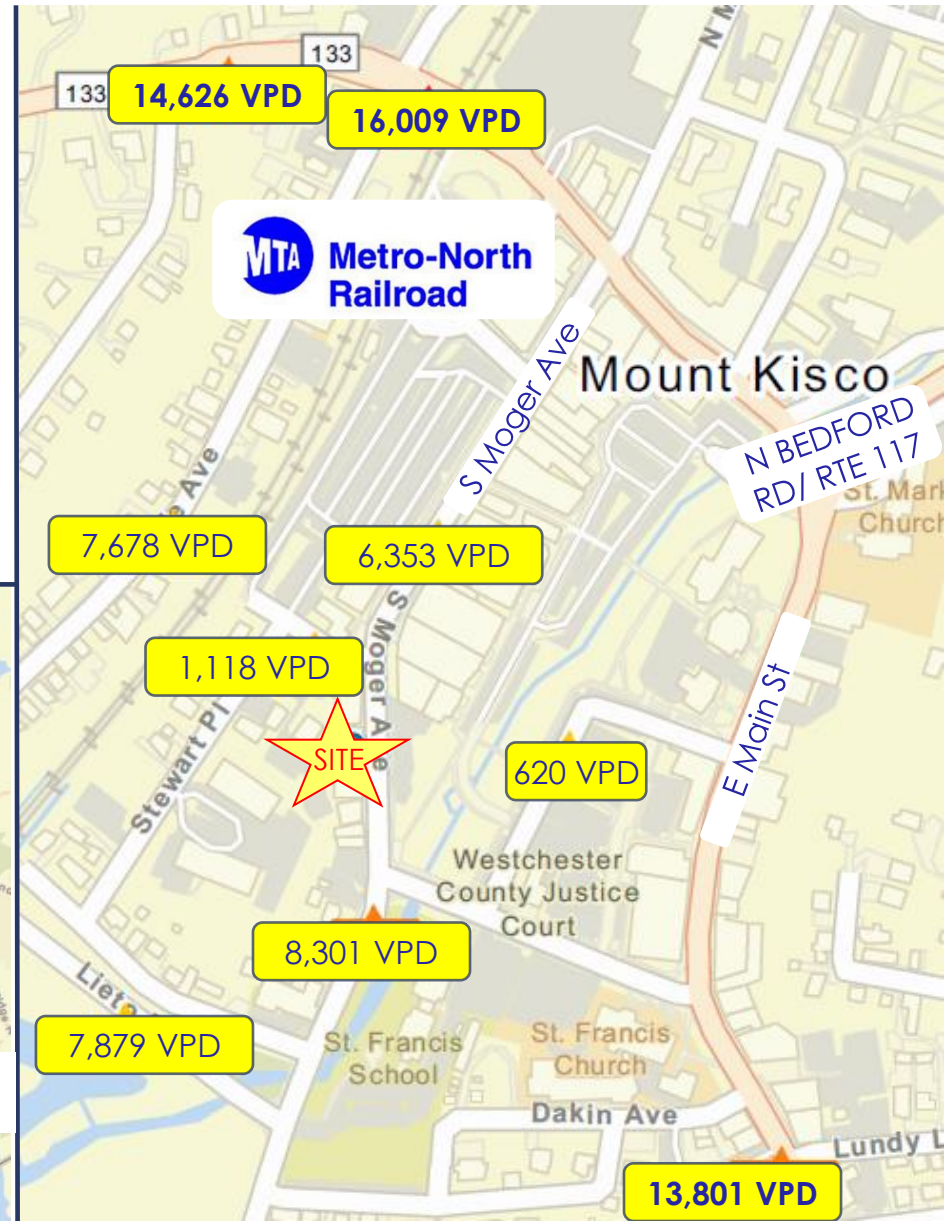 133
133
14,626 VPD
16,009 VPD
N M
MTA
Metro-North
Railroad
S Moger Ave
Mount Kisco
N BEDFORD
RD/ RTE 117
St. Mark
Church
Ave
7,678 VPD
6,353 VPD
S Moger Ave
1,118 VPD
Stewart Pl
SITE
620 VPD
E Main St
Westchester
County Justice
Court
8,301 VPD
7,879 VPD
St. Francis
School
St. Francis
Church
Dakin Ave
Lundy L
13,801 VPD